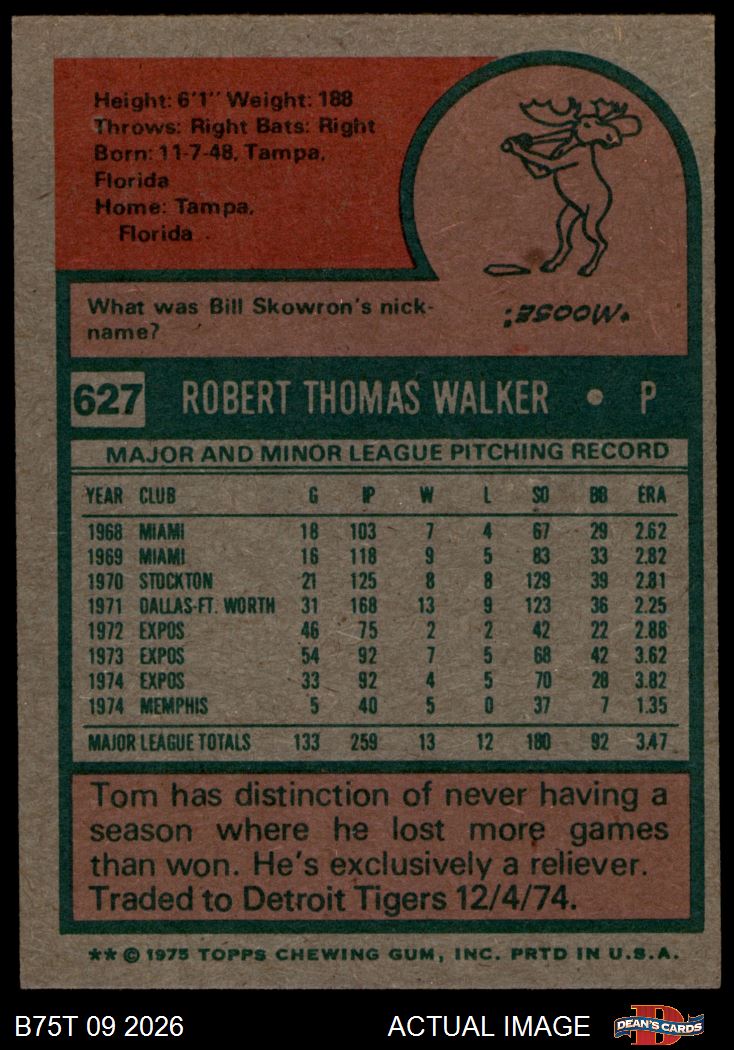 Height: 6'1" Weight: 188
Throws: Right Bats: Right
Born: 11-7-48, Tampa,
Florida
Home: Tampa,
Florida
What was Bill Skowron's nick-
name?
"MOOSE."
627 ROBERT THOMAS WALKER • P
MAJOR AND MINOR LEAGUE PITCHING RECORD
YEAR CLUB G IP W L SO BB ERA
1968 MIAMI 18 103 7 4 67 29 2.62
1969 MIAMI 16 118 9 5 83 33 2.82
1970 STOCKTON 21 125 8 8 129 39 2.81
1971 DALLAS-FT. WORTH 31 168 13 9 123 36 2.25
1972 EXPOS 46 75 2 2 42 22 2.88
1973 EXPOS 54 92 7 5 68 42 3.62
1974 EXPOS 33 92 4 5 70 28 3.82
1974 MEMPHIS 5 40 5 0 37 7 1.35
MAJOR LEAGUE TOTALS 133 259 13 12 180 92 3.47
Tom has distinction of never having a
season where he lost more games
than won. He's exclusively a reliever.
Traded to Detroit Tigers 12/4/74.
** © 1975 TOPPS CHEWING GUM, INC. PRTD IN U.S.A.
B75T 09 2026 ACTUAL IMAGE D DEAN'S CARDS